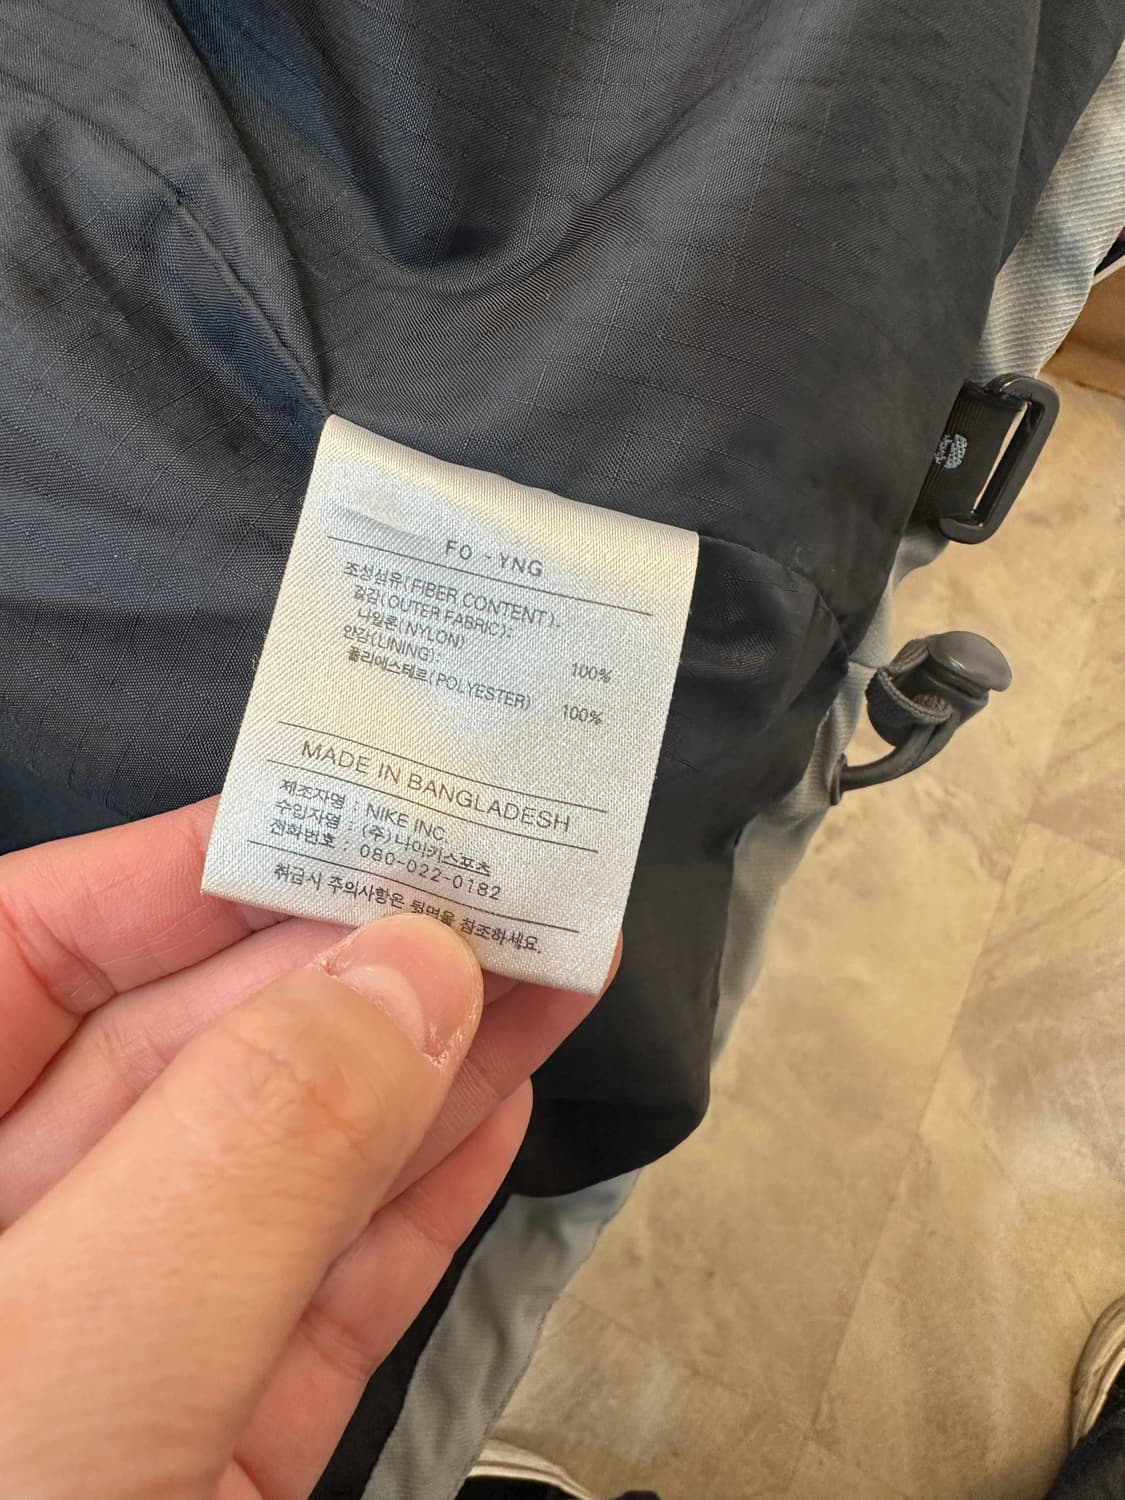 FO - YNG
조성섬유(FIBER CONTENT):
겉감(OUTER FABRIC):
나일론(NYLON) 100%
안감(LINING):
폴리에스테르(POLYESTER) 100%
MADE IN BANGLADESH
제조자명 : NIKE INC.
수입자명 : (주)나이키스포츠
전화번호 : 080-022-0182
취급시 주의사항은 뒷면을 참조하세요.